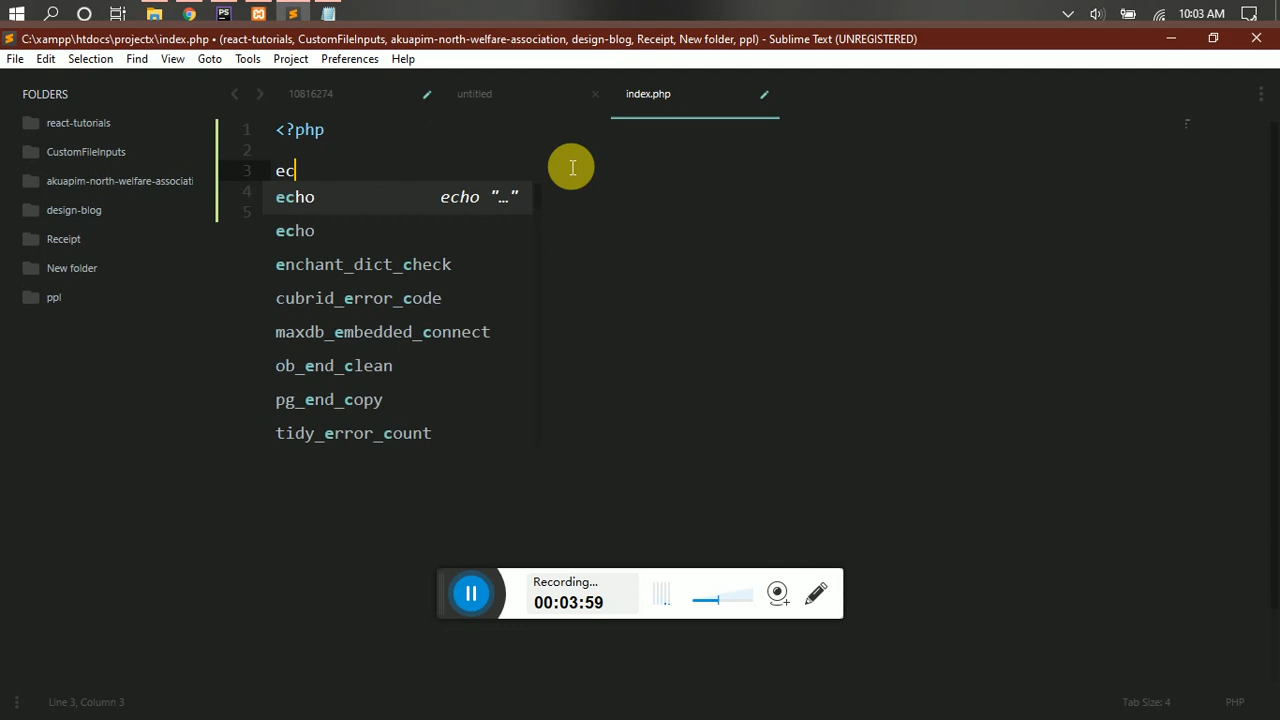 PS
10:03 AM
C:\xampp\htdocs\projectx\index.php • (react-tutorials, CustomFileInputs, akuapim-north-welfare-association, design-blog, Receipt, New folder, ppl) - Sublime Text (UNREGISTERED)
File Edit Selection Find View Goto Tools Project Preferences Help
FOLDERS
react-tutorials
CustomFileInputs
akuapim-north-welfare-associati
design-blog
Receipt
New folder
ppl
10816274 untitled index.php
1 <?php
2
3 ec
4
5
echo echo "…"
echo
enchant_dict_check
cubrid_error_code
maxdb_embedded_connect
ob_end_clean
pg_end_copy
tidy_error_count
Recording...
00:03:59
Line 3, Column 3 Tab Size: 4 PHP